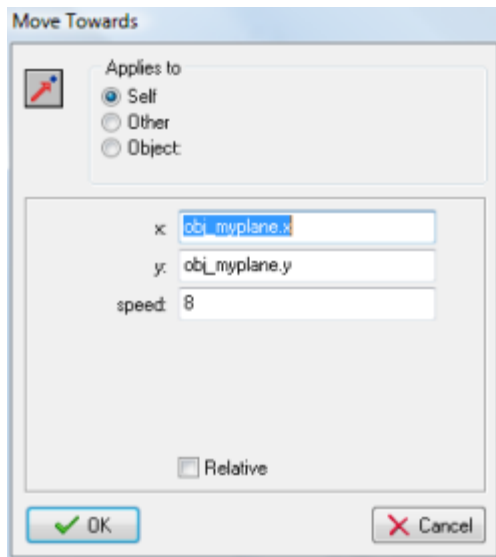 Move Towards
Applies to
Self
Other
Object:
x: obj_myplane.x
y: obj_myplane.y
speed: 8
Relative
OK
Cancel